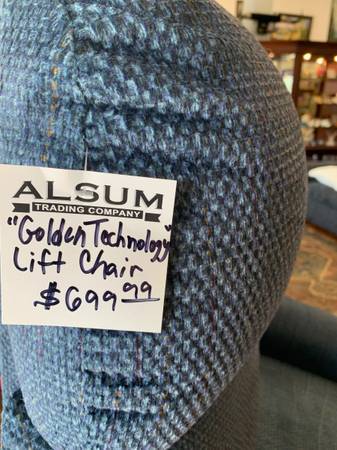 ALSUM
TRADING COMPANY
"Golden Technology"
Lift Chair
$699.99